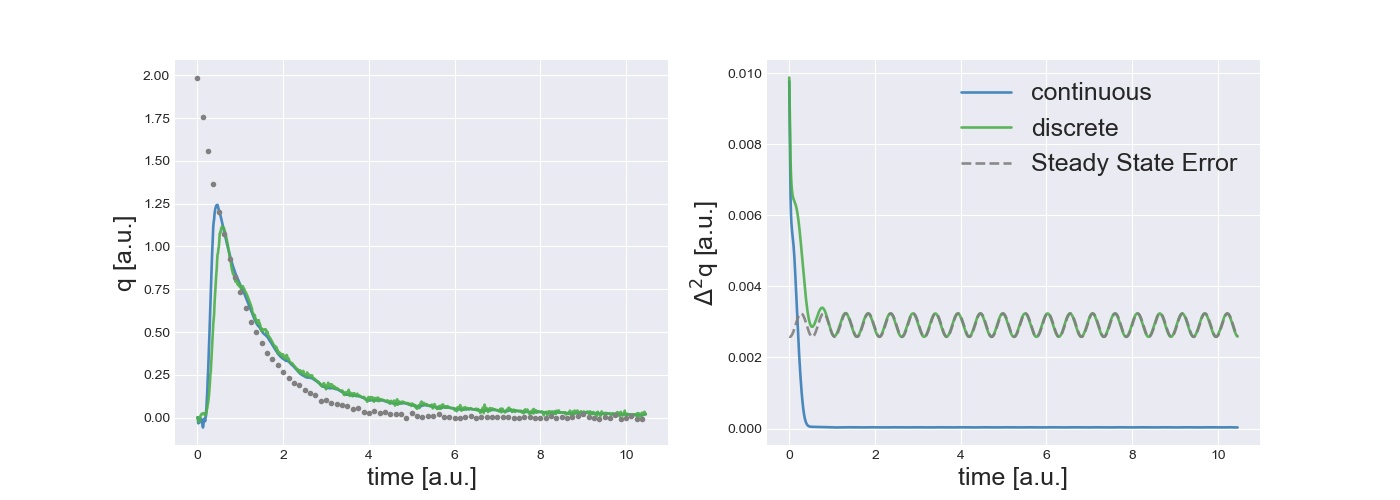 2.00
1.75
1.50
1.25
1.00
0.75
0.50
0.25
0.00
q [a.u.]
0 2 4 6 8 10
time [a.u.]
0.010
0.008
0.006
0.004
0.002
0.000
Δ²q [a.u.]
continuous
discrete
Steady State Error
0 2 4 6 8 10
time [a.u.]